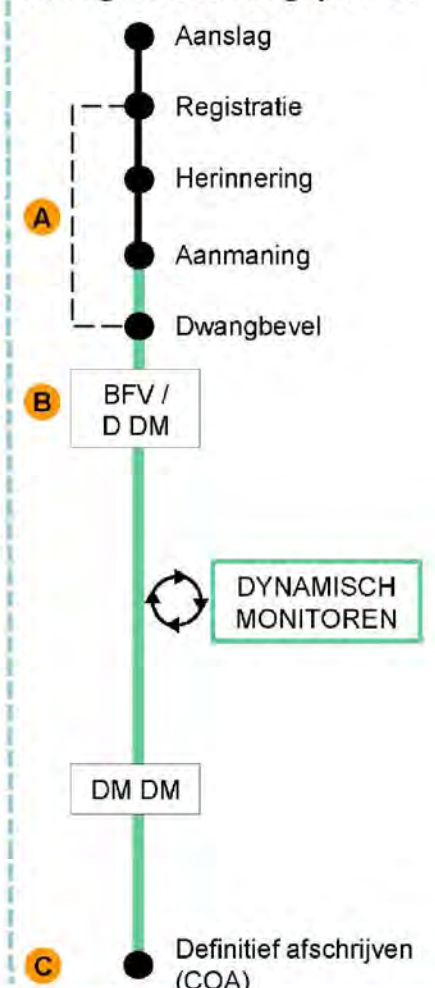 Aanslag
Registratie
Herinnering
A
Aanmaning
Dwangbevel
B
BFV /
D DM
DYNAMISCH
MONITOREN
DM DM
C
Definitief afschrijven
(COA)